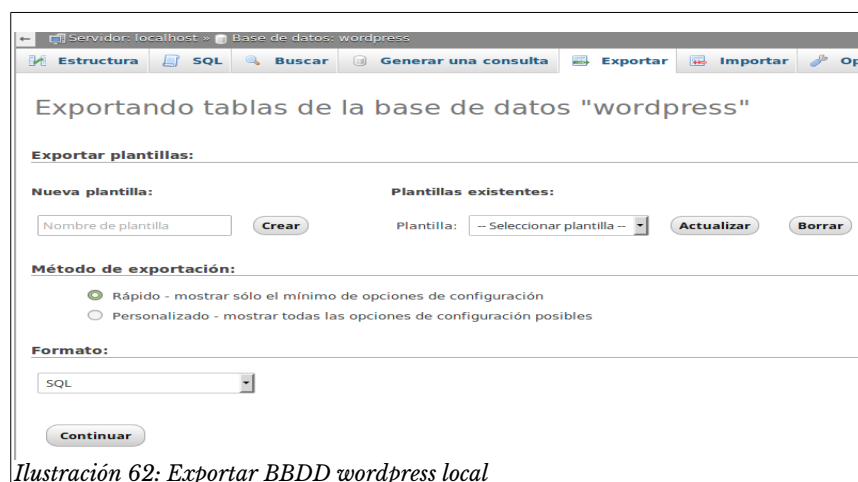 Servidor: localhost » Base de datos: wordpress
Estructura SQL Buscar Generar una consulta Exportar Importar
Exportando tablas de la base de datos "wordpress"
Exportar plantillas:
Nueva plantilla: Plantillas existentes:
Nombre de plantilla Crear Plantilla: -- Seleccionar plantilla -- Actualizar Borrar
Método de exportación:
Rápido - mostrar sólo el mínimo de opciones de configuración
Personalizado - mostrar todas las opciones de configuración posibles
Formato:
SQL
Continuar
Ilustración 62: Exportar BBDD wordpress local